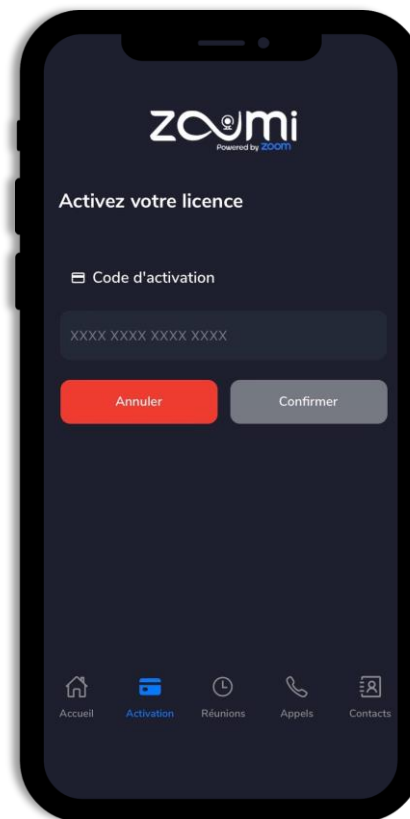 zoomi
Powered by zoom
Activez votre licence
Code d'activation
XXXX XXXX XXXX XXXX
Annuler Confirmer
Accueil Activation Réunions Appels Contacts